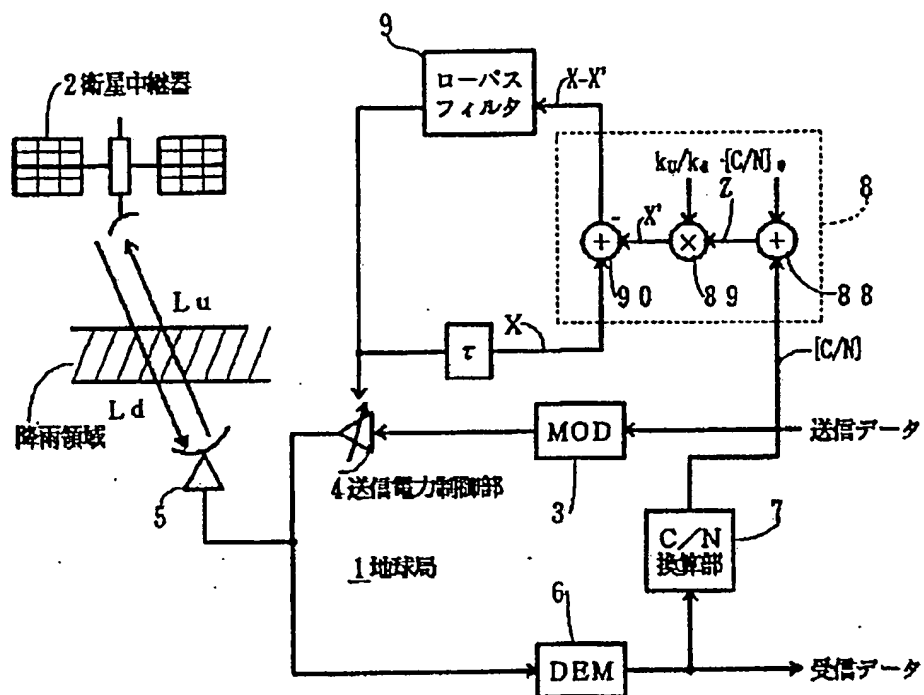 9
2衛星中継器
ローパス
フィルタ
X-X'
kU/kd
-[C/N]o
8
Z
X'
-
+
×
+
90
89
88
Lu
τ
X
[C/N]
Ld
降雨領域
MOD
送信データ
5
4送信電力制御部
3
C/N
換算部
7
1地球局
6
DEM
受信データ